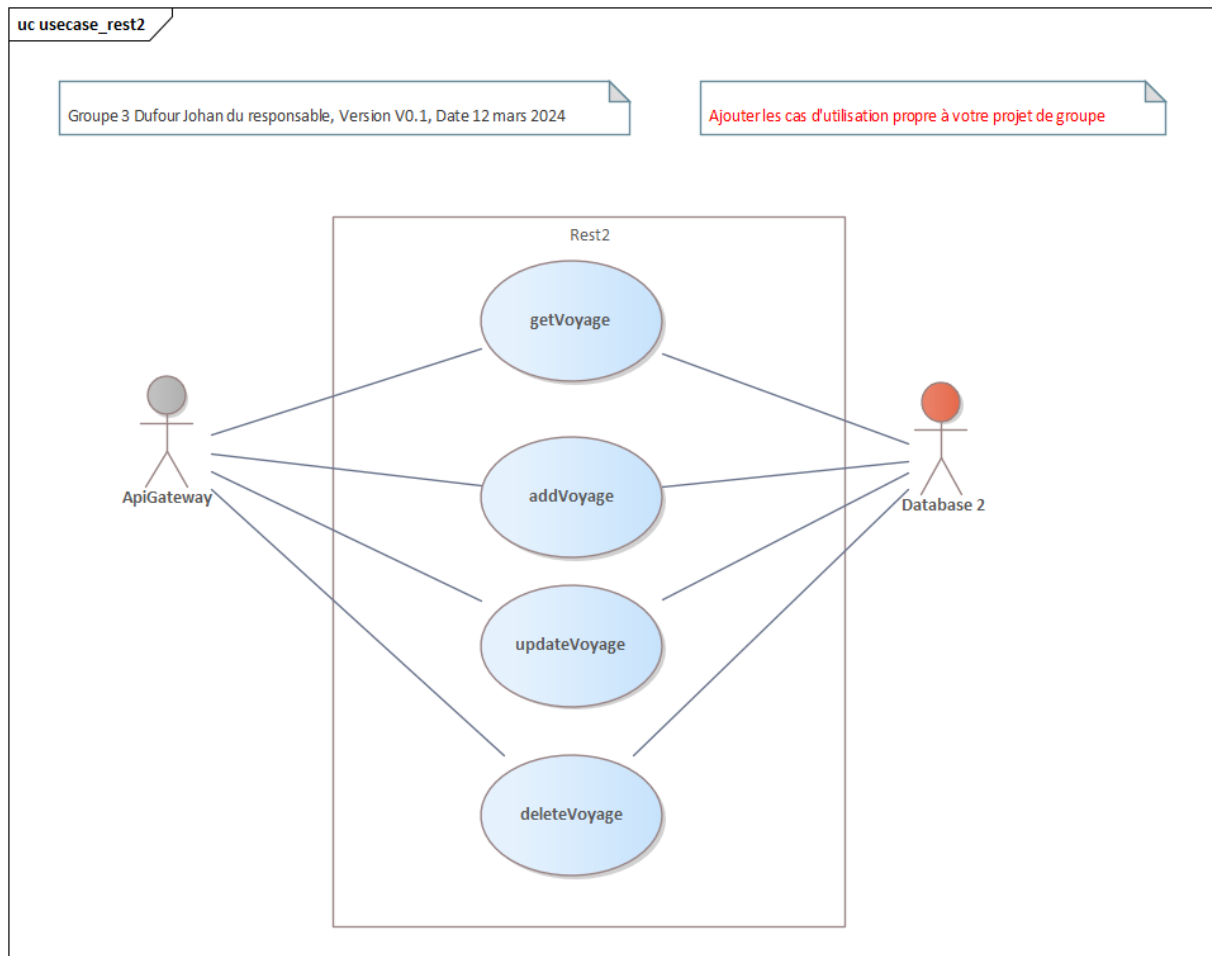 uc usecase_rest2
Groupe 3 Dufour Johan du responsable, Version V0.1, Date 12 mars 2024
Ajouter les cas d'utilisation propre à votre projet de groupe
Rest2
getVoyage
ApiGateway
addVoyage
Database 2
updateVoyage
deleteVoyage